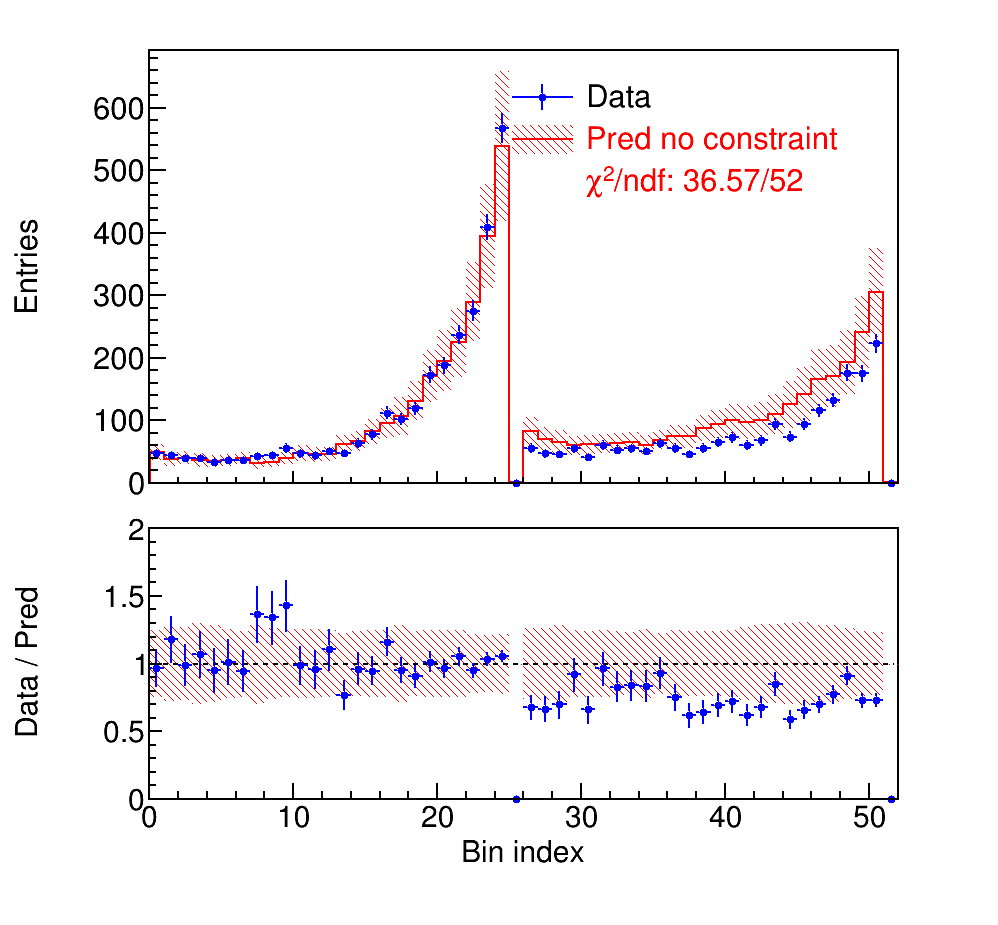 Entries
600
500
400
300
200
100
0
Data
Pred no constraint
χ²/ndf: 36.57/52
Data / Pred
2
1.5
1
0.5
0
0 10 20 30 40 50
Bin index